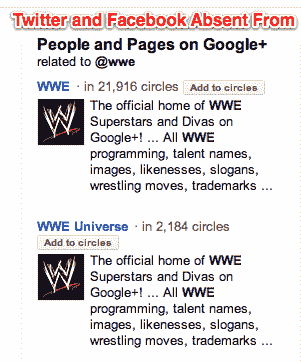 Twitter and Facebook Absent From
People and Pages on Google+
related to @wwe
WWE · in 21,916 circles Add to circles
The official home of WWE
Superstars and Divas on
Google+! ... All WWE
programming, talent names,
images, likenesses, slogans,
wrestling moves, trademarks ...
WWE Universe · in 2,184 circles
Add to circles
The official home of WWE
Superstars and Divas on
Google+! ... All WWE
programming, talent names,
images, likenesses, slogans,
wrestling moves, trademarks ...